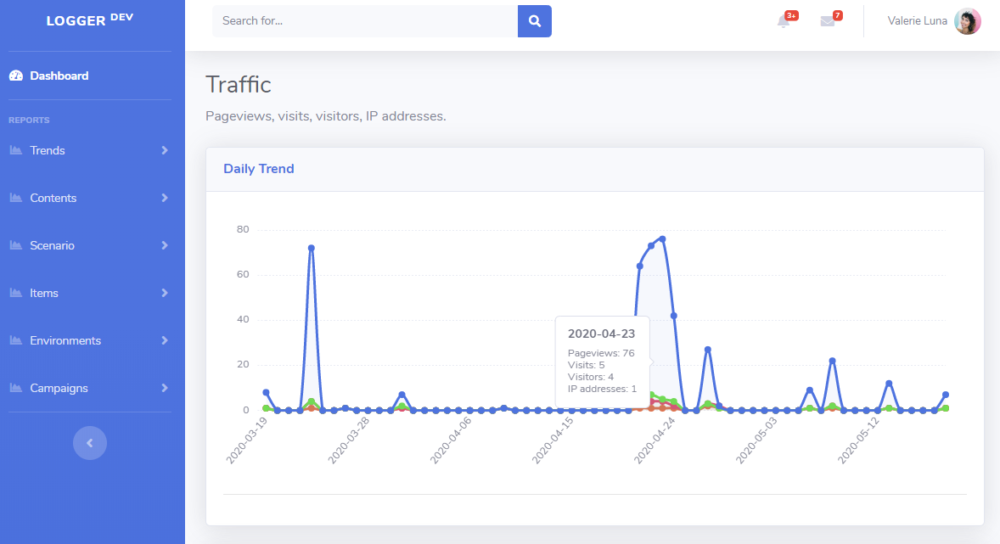 LOGGER DEV
Search for...
3+
7
Valerie Luna
Dashboard
REPORTS
Trends
Contents
Scenario
Items
Environments
Campaigns
Traffic
Pageviews, visits, visitors, IP addresses.
Daily Trend
80
60
40
20
0
2020-04-23
Pageviews: 76
Visits: 5
Visitors: 4
IP addresses: 1
2020-03-19
2020-03-28
2020-04-06
2020-04-15
2020-04-24
2020-05-03
2020-05-12